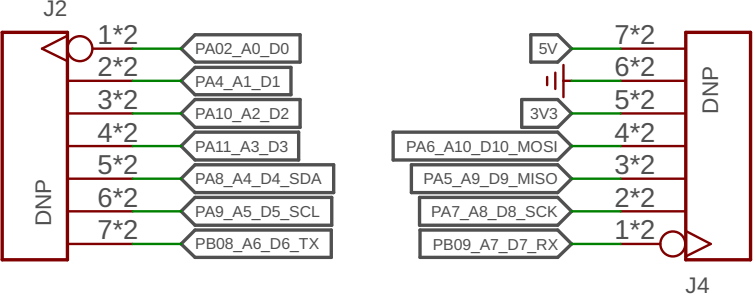 J2
1*2 PA02_A0_D0
2*2 PA4_A1_D1
3*2 PA10_A2_D2
4*2 PA11_A3_D3
5*2 PA8_A4_D4_SDA
6*2 PA9_A5_D5_SCL
7*2 PB08_A6_D6_TX
DNP
5V 7*2
6*2
3V3 5*2
PA6_A10_D10_MOSI 4*2
PA5_A9_D9_MISO 3*2
PA7_A8_D8_SCK 2*2
PB09_A7_D7_RX 1*2
DNP
J4